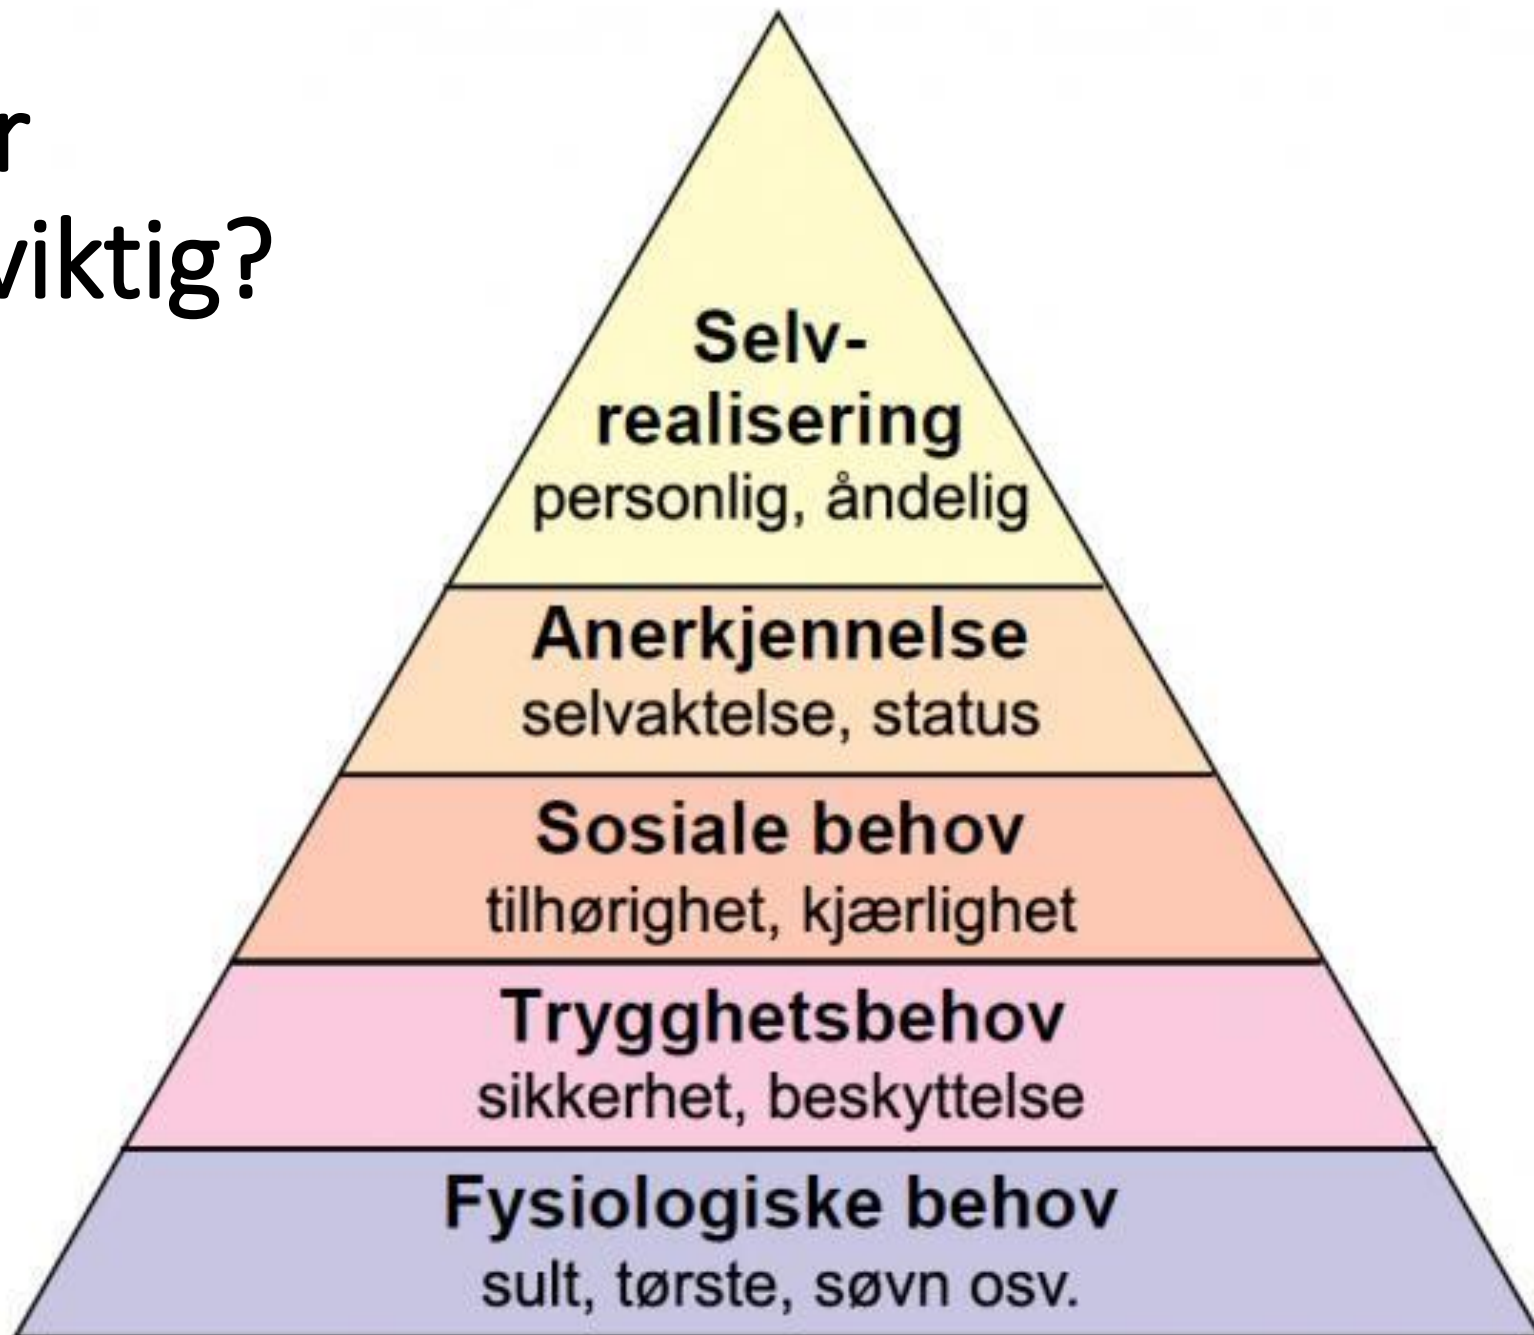 r
viktig?
Selv-
realisering
personlig, åndelig
Anerkjennelse
selvaktelse, status
Sosiale behov
tilhørighet, kjærlighet
Trygghetsbehov
sikkerhet, beskyttelse
Fysiologiske behov
sult, tørste, søvn osv.